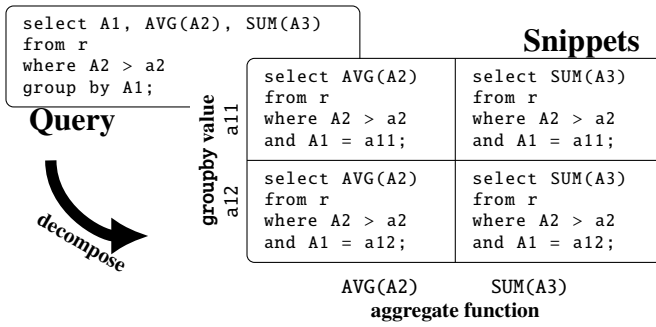 select A1, AVG(A2), SUM(A3)
from r
where A2 > a2
group by A1;
Query
decompose
Snippets
groupby value
a11
a12
select AVG(A2)
from r
where A2 > a2
and A1 = a11;
select SUM(A3)
from r
where A2 > a2
and A1 = a11;
select AVG(A2)
from r
where A2 > a2
and A1 = a12;
select SUM(A3)
from r
where A2 > a2
and A1 = a12;
AVG(A2) SUM(A3)
aggregate function